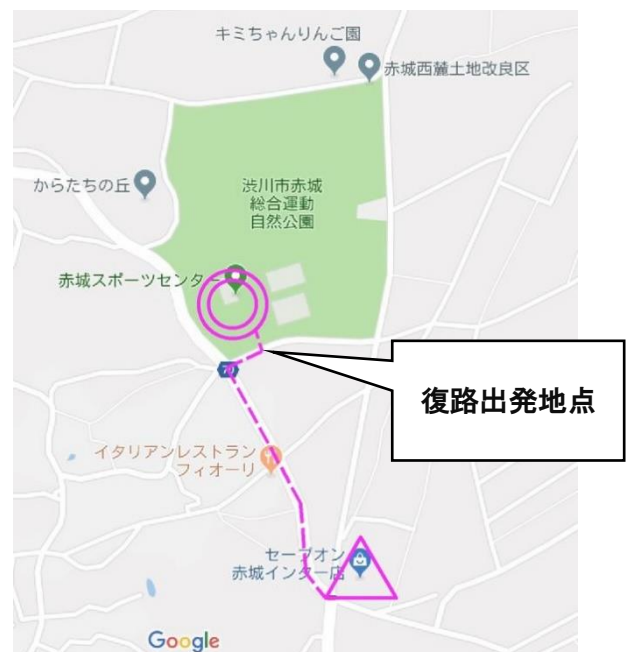 キミちゃんりんご園
赤城西麓土地改良区
からたちの丘
渋川市赤城
総合運動
自然公園
赤城スポーツセンター
70
復路出発地点
イタリアンレストラン
フィオーリ
セーブオン
赤城インター店
Google